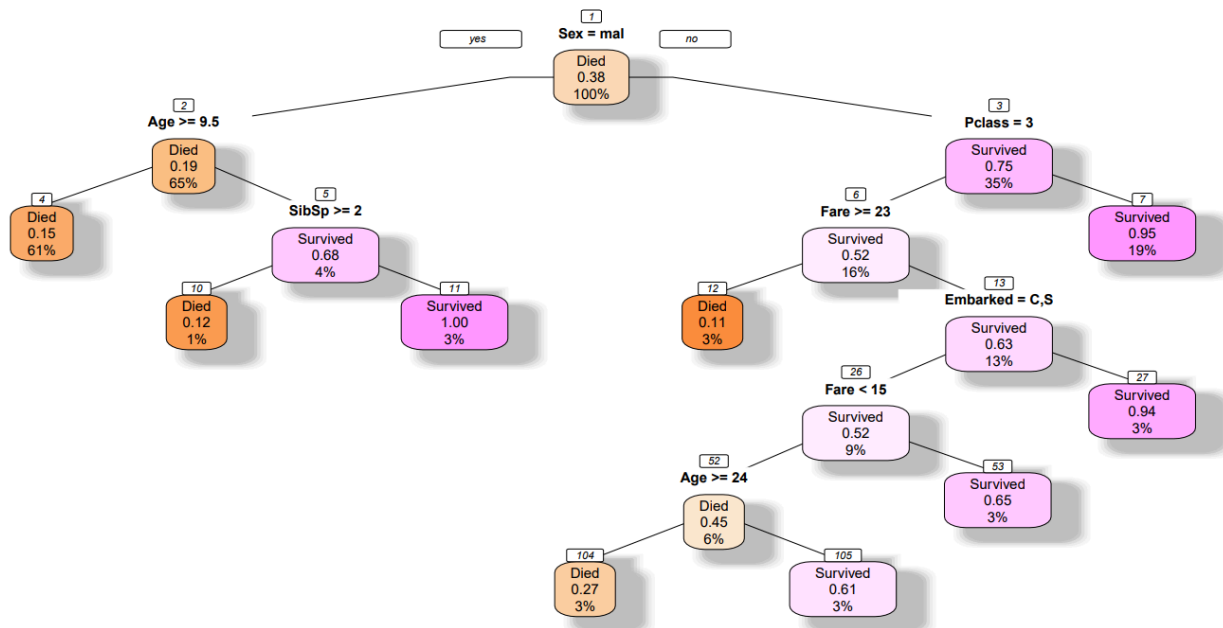 1
Sex = mal
yes
no
Died
0.38
100%
2
Age >= 9.5
Died
0.19
65%
3
Pclass = 3
Survived
0.75
35%
4
Died
0.15
61%
5
SibSp >= 2
Survived
0.68
4%
6
Fare >= 23
Survived
0.52
16%
7
Survived
0.95
19%
10
Died
0.12
1%
11
Survived
1.00
3%
12
Died
0.11
3%
13
Embarked = C,S
Survived
0.63
13%
26
Fare < 15
Survived
0.52
9%
27
Survived
0.94
3%
52
Age >= 24
Died
0.45
6%
53
Survived
0.65
3%
104
Died
0.27
3%
105
Survived
0.61
3%